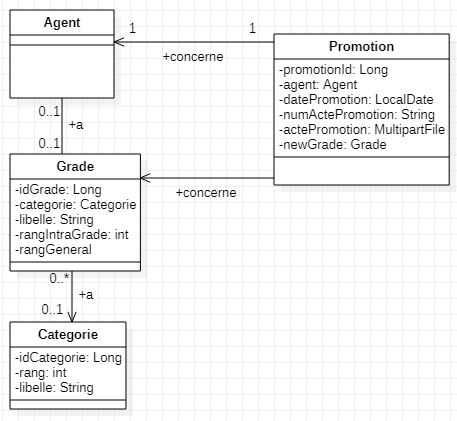 Agent
1
1
+concerne
Promotion
-promotionId: Long
-agent: Agent
-datePromotion: LocalDate
-numActePromotion: String
-actePromotion: MultipartFile
-newGrade: Grade
0..1
+a
0..1
Grade
-idGrade: Long
-categorie: Categorie
-libelle: String
-rangIntraGrade: int
-rangGeneral
+concerne
0..*
+a
0..1
Categorie
-idCategorie: Long
-rang: int
-libelle: String